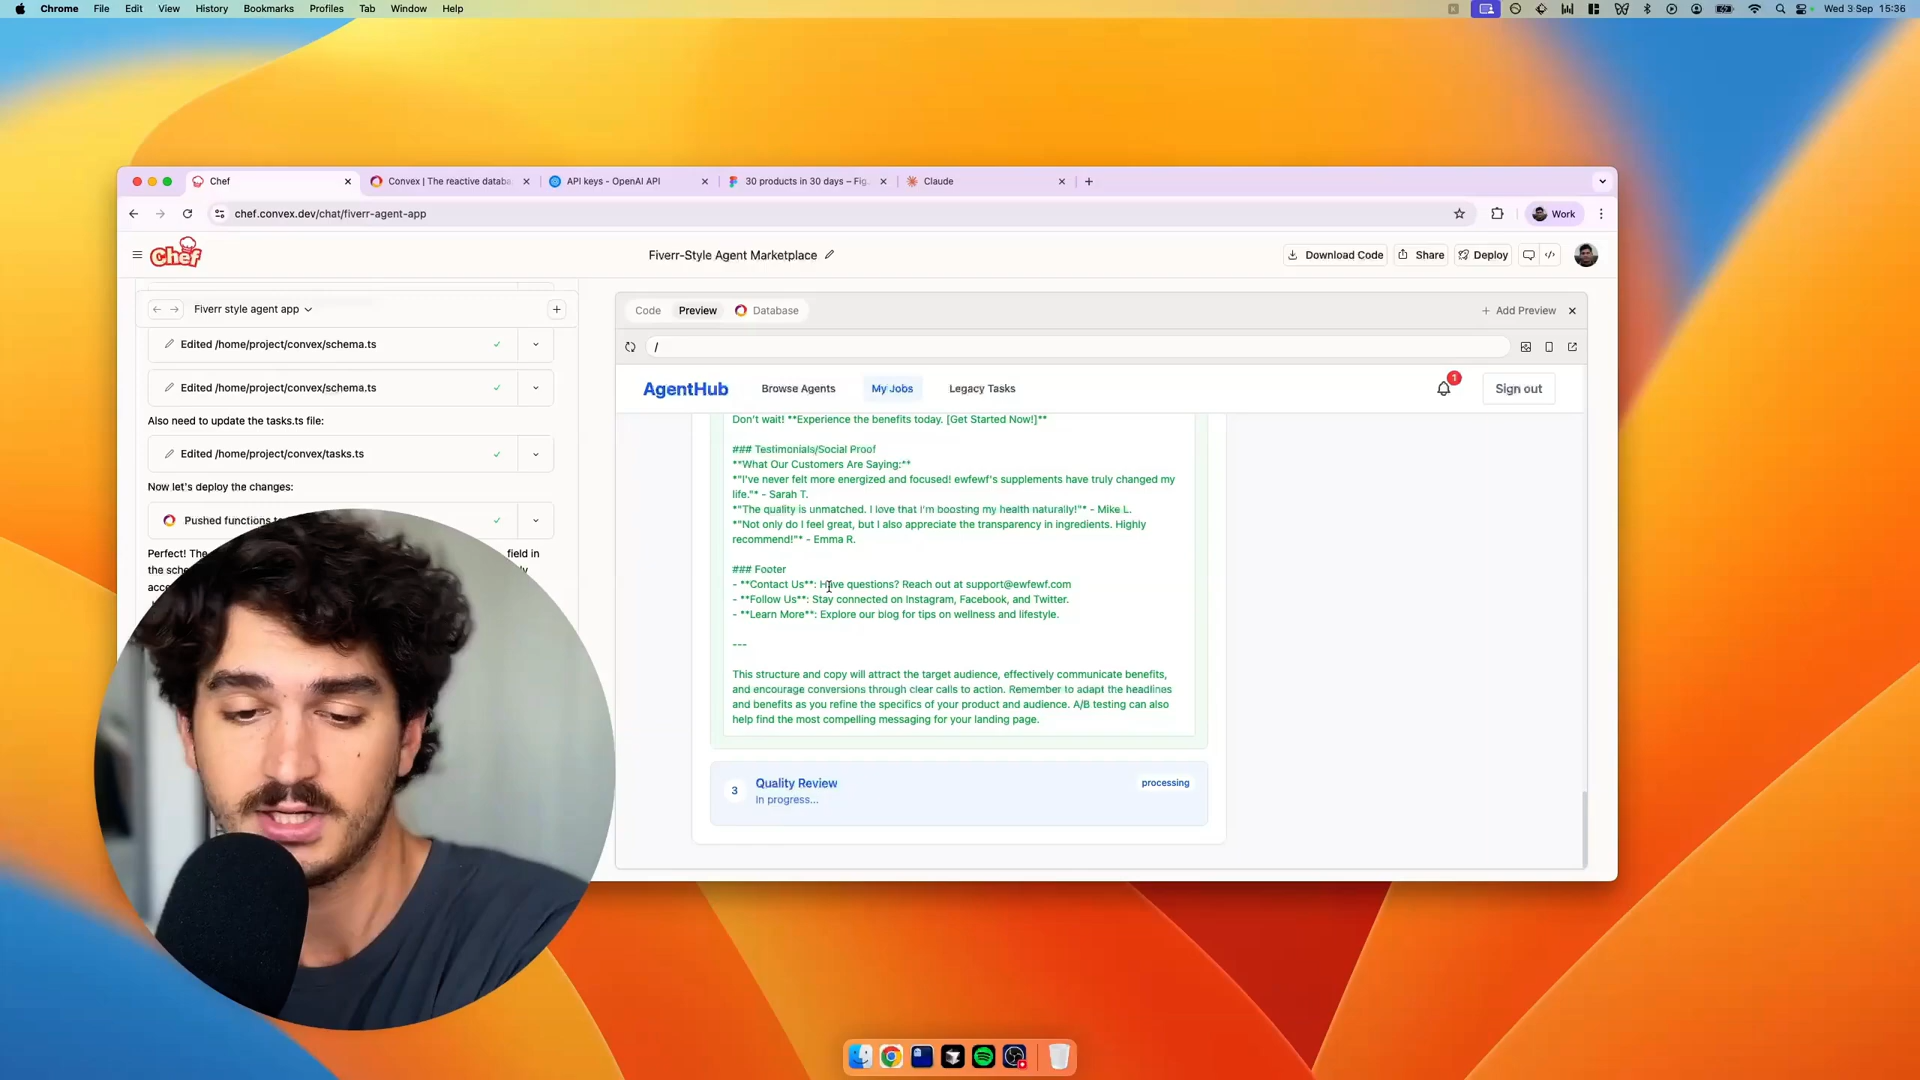 Chrome File Edit View History Bookmarks Profiles Tab Window Help
Wed 3 Sep 15:36
Chef
Convex | The reactive databa
API keys - OpenAI API
30 products in 30 days – Fig
Claude
chef.convex.dev/chat/fiverr-agent-app
Work
Chef
Fiverr-Style Agent Marketplace
Download Code
Share
Deploy
Fiverr style agent app
Edited /home/project/convex/schema.ts
Edited /home/project/convex/schema.ts
Also need to update the tasks.ts file:
Edited /home/project/convex/tasks.ts
Now let's deploy the changes:
Pushed functions
Perfect! The
field in
the
Code
Preview
Database
+ Add Preview
/
AgentHub
Browse Agents
My Jobs
Legacy Tasks
1
Sign out
Don't wait! **Experience the benefits today. [Get Started Now!]**
### Testimonials/Social Proof
**What Our Customers Are Saying:**
*"I've never felt more energized and focused! ewfewf's supplements have truly changed my
life."* - Sarah T.
*"The quality is unmatched. I love that I'm boosting my health naturally!"* - Mike L.
*"Not only do I feel great, but I also appreciate the transparency in ingredients. Highly
recommend!"* - Emma R.
### Footer
- **Contact Us**: Have questions? Reach out at support@ewfewf.com
- **Follow Us**: Stay connected on Instagram, Facebook, and Twitter.
- **Learn More**: Explore our blog for tips on wellness and lifestyle.
---
This structure and copy will attract the target audience, effectively communicate benefits,
and encourage conversions through clear calls to action. Remember to adapt the headlines
and benefits as you refine the specifics of your product and audience. A/B testing can also
help find the most compelling messaging for your landing page.
3
Quality Review
processing
In progress...